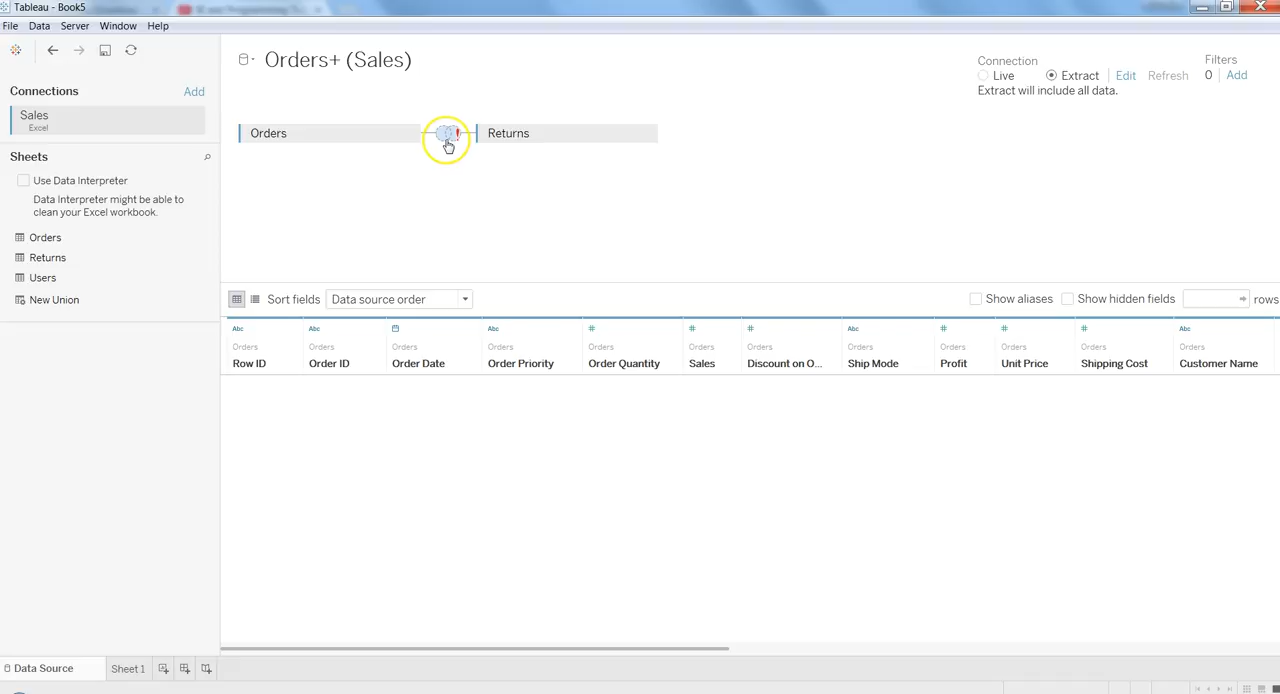 Tableau - Book5
File Data Server Window Help
Connections Add
Sales
Excel
Sheets
Use Data Interpreter
Data Interpreter might be able to
clean your Excel workbook.
Orders
Returns
Users
New Union
Orders+ (Sales)
Connection
Live Extract Edit Refresh
Extract will include all data.
Filters
0 Add
Orders Returns
Sort fields Data source order Show aliases Show hidden fields rows
Abc Abc Abc # # # Abc # # # Abc
Orders Orders Orders Orders Orders Orders Orders Orders Orders Orders Orders Orders
Row ID Order ID Order Date Order Priority Order Quantity Sales Discount on O... Ship Mode Profit Unit Price Shipping Cost Customer Name
Data Source Sheet 1